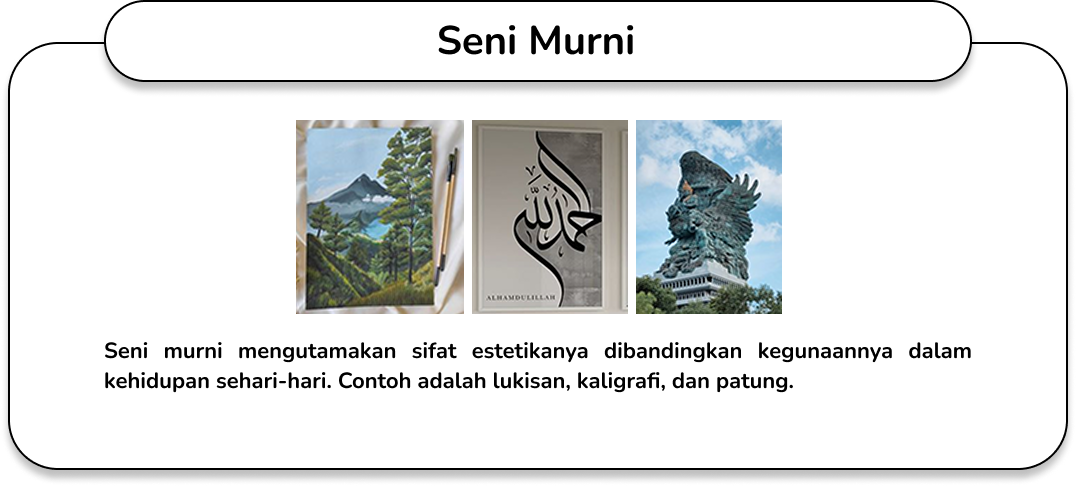 Seni Murni
الحمد لله
ALHAMDULILLAH
Seni murni mengutamakan sifat estetikanya dibandingkan kegunaannya dalam
kehidupan sehari-hari. Contoh adalah lukisan, kaligrafi, dan patung.